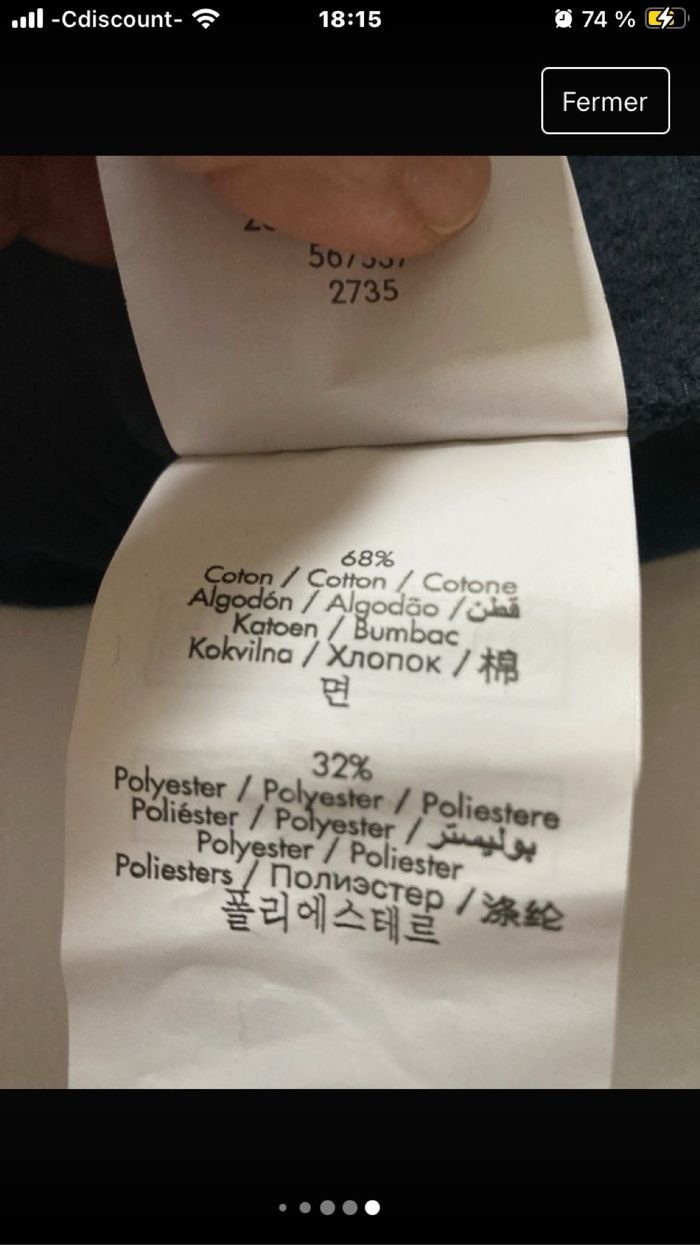 -Cdiscount-
18:15
74 %
Fermer
2735
68%
Coton / Cotton / Cotone
Algodón / Algodão / قطن
Katoen / Bumbac
Kokvilna / Хлопок / 棉
면
32%
Polyester / Polyester / Poliestere
Poliéster / Polyester / بوليستر
Polyester / Poliester
Poliesters / Полиэстер / 涤纶
폴리에스테르